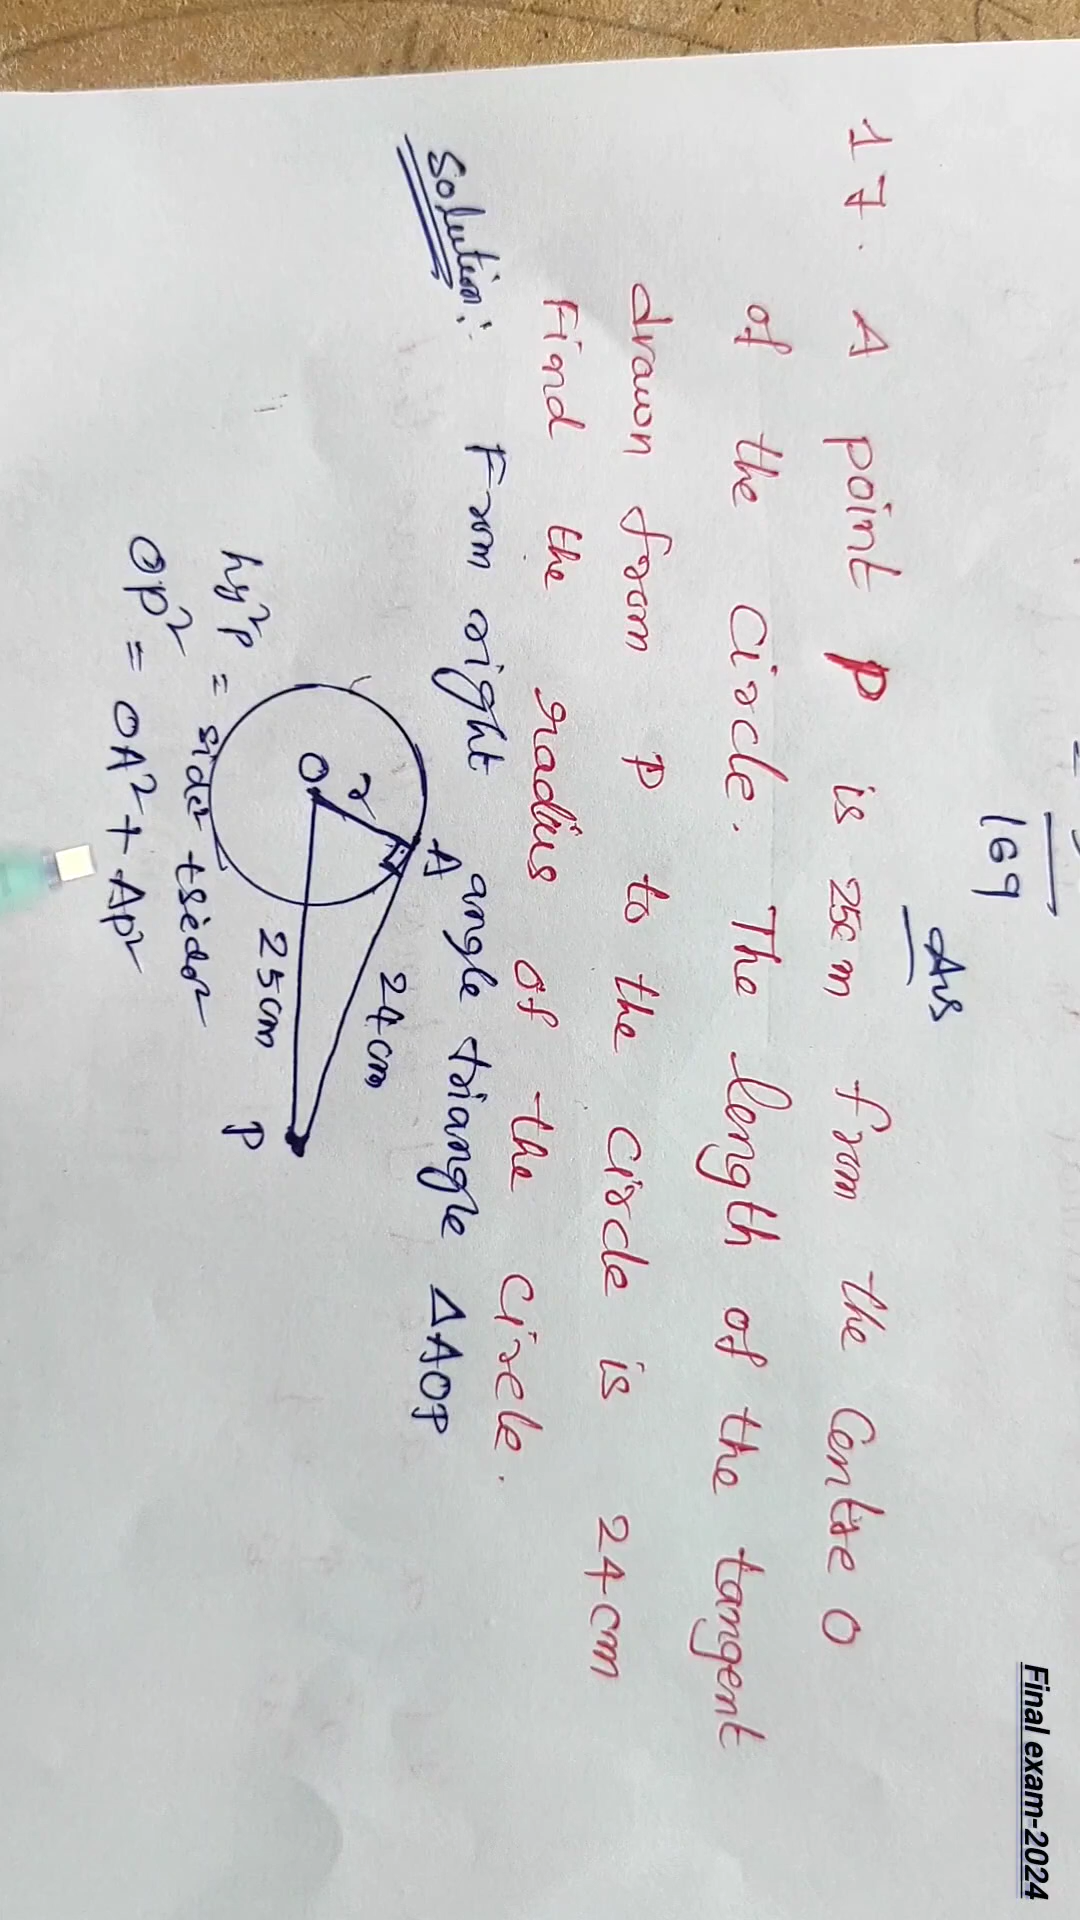 Final exam-2024
169
Ans
17. A point P is 25cm from the Centre O
of the Circle. The length of the tangent
drawn from P to the circle is 24cm
Find the radius of the circle.
Solution:
From right angle triangle ΔAOP
A
24cm
r
O
25cm
P
hy²P = side² + side²
OP² = OA² + AP²